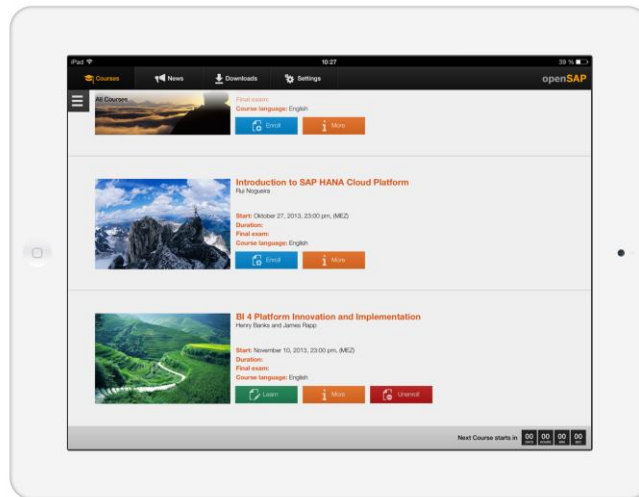 iPad 10:27 39 %
Courses News Downloads Settings openSAP
All Courses
Final exam:
Course language: English
Enroll More
Introduction to SAP HANA Cloud Platform
Rui Nogueira
Start: Oktober 27, 2013, 23:00 pm, (MEZ)
Duration:
Final exam:
Course language: English
Enroll More
BI 4 Platform Innovation and Implementation
Henry Banks and James Rapp
Start: November 10, 2013, 23:00 pm, (MEZ)
Duration:
Final exam:
Course language: English
Learn More Unenroll
Next Course starts in 00 00 00 00